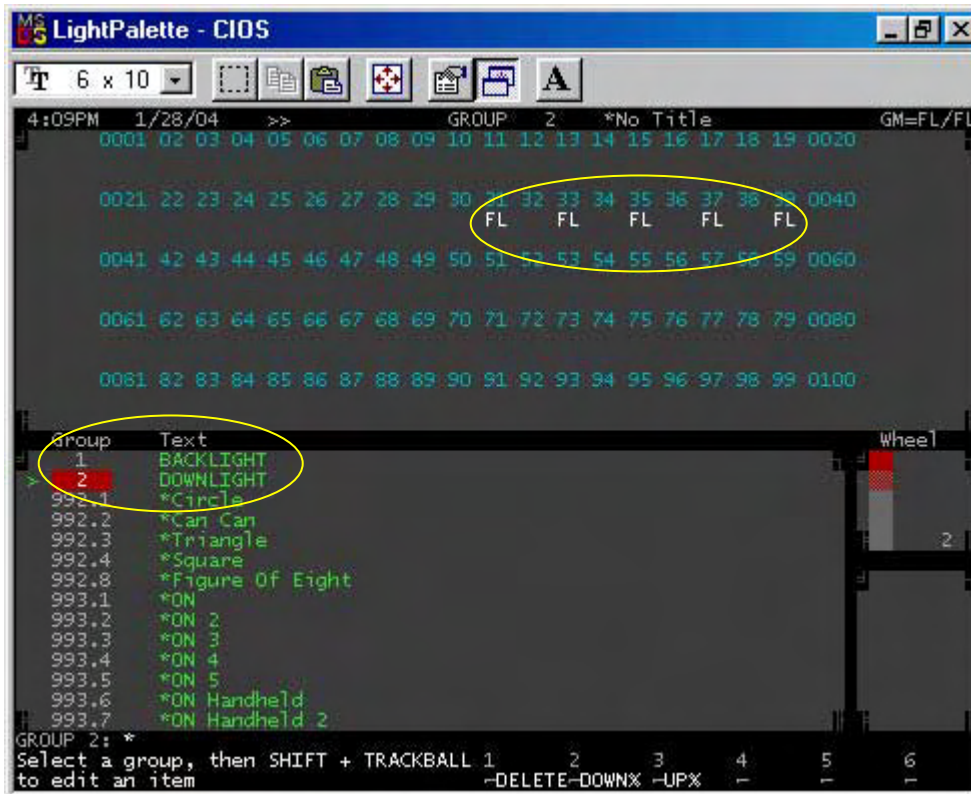 LightPalette - CIOS
6 x 10 A
4:09PM 1/28/04 >> GROUP 2 *No Title GM=FL/FL
0001 02 03 04 05 06 07 08 09 10 11 12 13 14 15 16 17 18 19 0020
0021 22 23 24 25 26 27 28 29 30 31 32 33 34 35 36 37 38 39 0040
FL FL FL FL FL
0041 42 43 44 45 46 47 48 49 50 51 52 53 54 55 56 57 58 59 0060
0061 62 63 64 65 66 67 68 69 70 71 72 73 74 75 76 77 78 79 0080
0081 82 83 84 85 86 87 88 89 90 91 92 93 94 95 96 97 98 99 0100
Group Text Wheel
1 BACKLIGHT
> 2 DOWNLIGHT
992.1 *Circle
992.2 *Can Can
992.3 *Triangle 2
992.4 *Square
992.8 *Figure Of Eight
993.1 *ON
993.2 *ON 2
993.3 *ON 3
993.4 *ON 4
993.5 *ON 5
993.6 *ON Handheld
993.7 *ON Handheld 2
GROUP 2: *
Select a group, then SHIFT + TRACKBALL 1 2 3 4 5 6
to edit an item DELETE DOWN% UP%